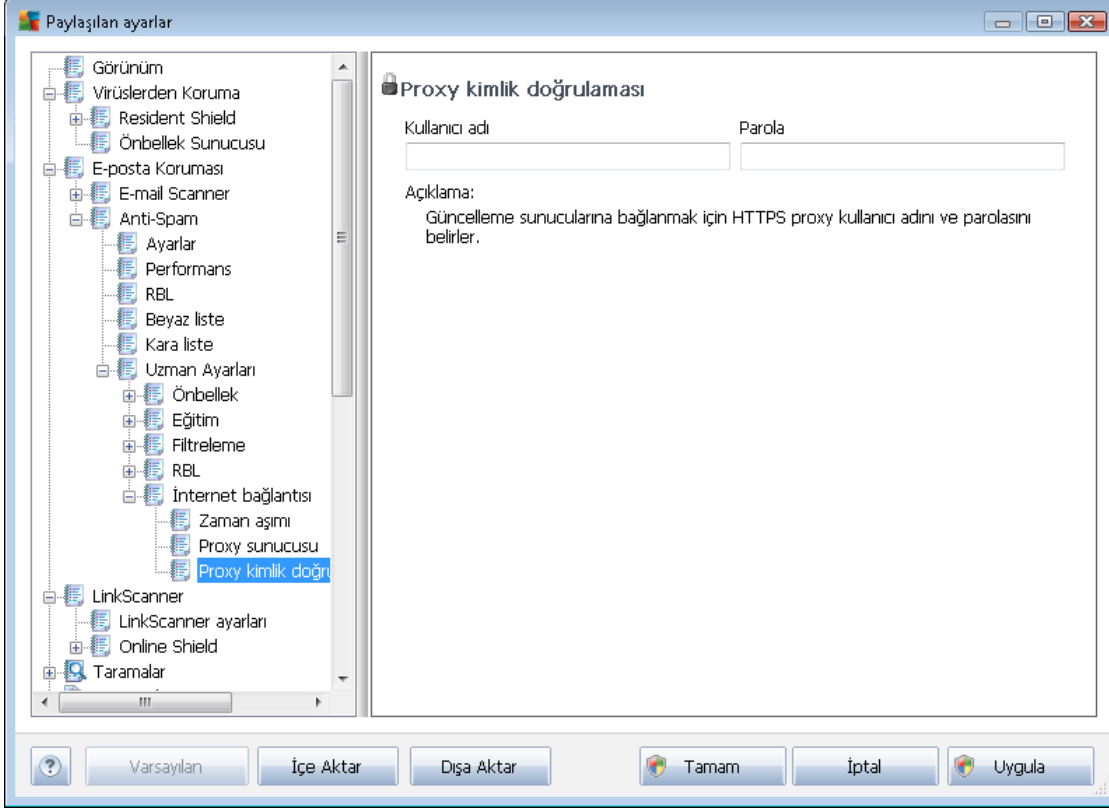 Paylaşılan ayarlar
Görünüm
Virüslerden Koruma
Resident Shield
Önbellek Sunucusu
E-posta Koruması
E-mail Scanner
Anti-Spam
Ayarlar
Performans
RBL
Beyaz liste
Kara liste
Uzman Ayarları
Önbellek
Eğitim
Filtreleme
RBL
İnternet bağlantısı
Zaman aşımı
Proxy sunucusu
Proxy kimlik doğru
LinkScanner
LinkScanner ayarları
Online Shield
Taramalar
Proxy kimlik doğrulaması
Kullanıcı adı Parola
Açıklama:
Güncelleme sunucularına bağlanmak için HTTPS proxy kullanıcı adını ve parolasını
belirler.
? Varsayılan İçe Aktar Dışa Aktar Tamam İptal Uygula